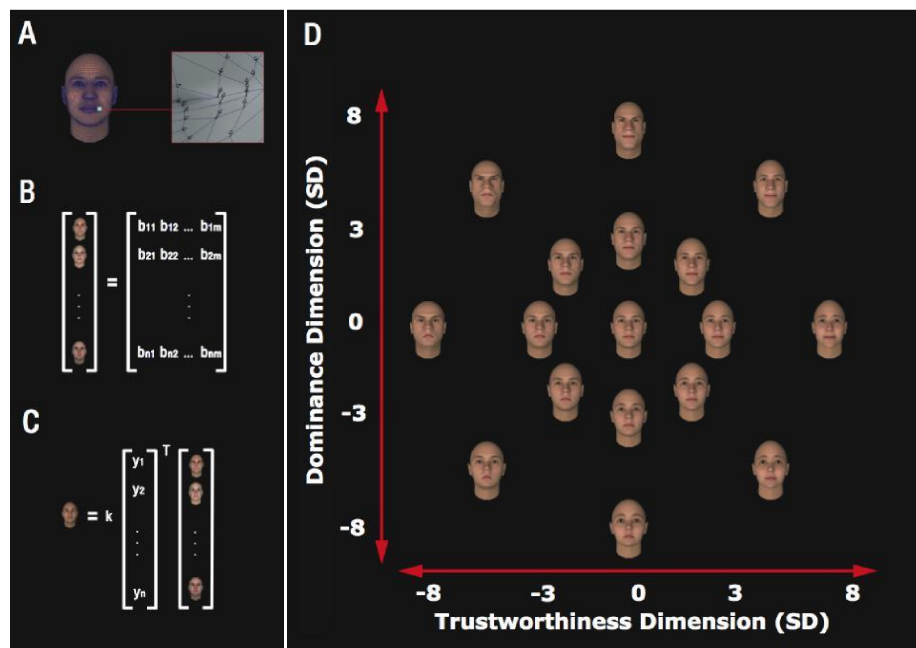 A
B
b11 b12 ... b1m
b21 b22 ... b2m
=
bn1 bn2 ... bnm
C
= k
y1
y2
yn
T
D
Dominance Dimension (SD)
8
3
0
-3
-8
-8 -3 0 3 8
Trustworthiness Dimension (SD)